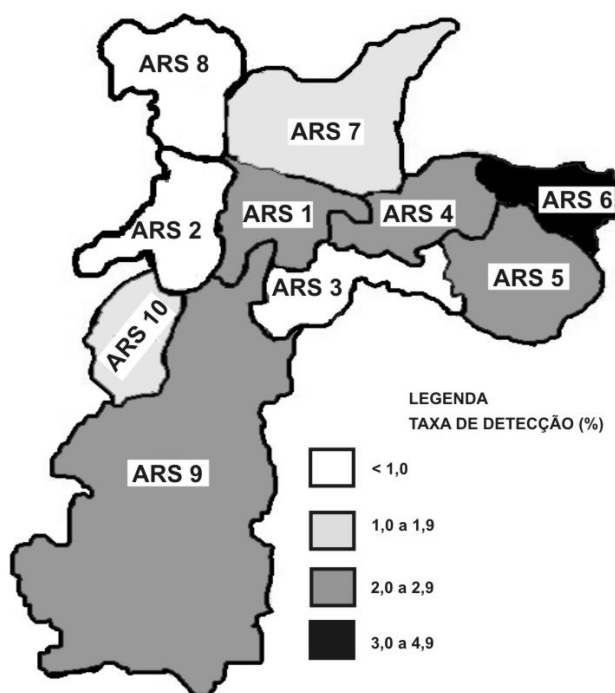 ARS 8
ARS 7
ARS 6
ARS 1
ARS 4
ARS 2
ARS 5
ARS 3
ARS 10
ARS 9
LEGENDA
TAXA DE DETECÇÃO (%)
< 1,0
1,0 a 1,9
2,0 a 2,9
3,0 a 4,9